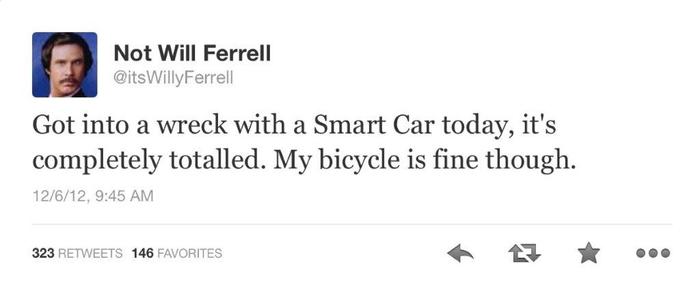 Not Will Ferrell
@itsWillyFerrell
Got into a wreck with a Smart Car today, it's
completely totalled. My bicycle is fine though.
12/6/12, 9:45 AM
323 RETWEETS 146 FAVORITES